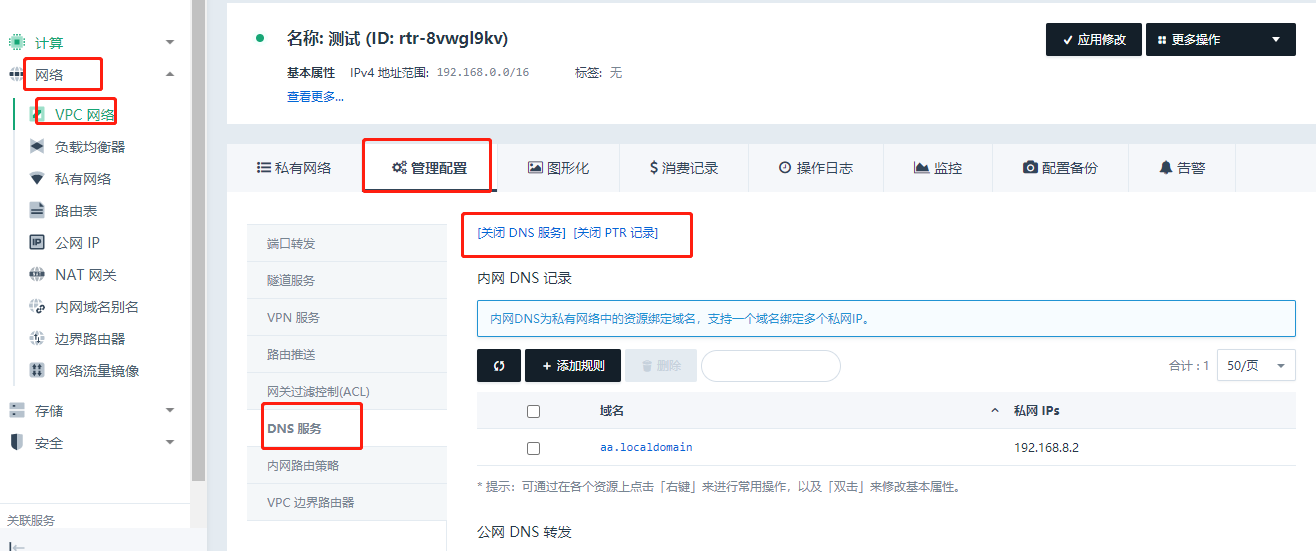 计算
网络
VPC 网络
负载均衡器
私有网络
路由表
公网 IP
NAT 网关
内网域名别名
边界路由器
网络流量镜像
存储
安全
关联服务
名称: 测试 (ID: rtr-8vwgl9kv)
应用修改 更多操作
基本属性 IPv4 地址范围: 192.168.0.0/16 标签: 无
查看更多...
私有网络 管理配置 图形化 消费记录 操作日志 监控 配置备份 告警
端口转发
隧道服务
VPN 服务
路由推送
网关过滤控制(ACL)
DNS 服务
内网路由策略
VPC 边界路由器
[关闭 DNS 服务] [关闭 PTR 记录]
内网 DNS 记录
内网DNS为私有网络中的资源绑定域名，支持一个域名绑定多个私网IP。
+ 添加规则 删除 合计 : 1 50/页
域名 私网 IPs
aa.localdomain 192.168.8.2
* 提示：可通过在各个资源上点击「右键」来进行常用操作，以及「双击」来修改基本属性。
公网 DNS 转发